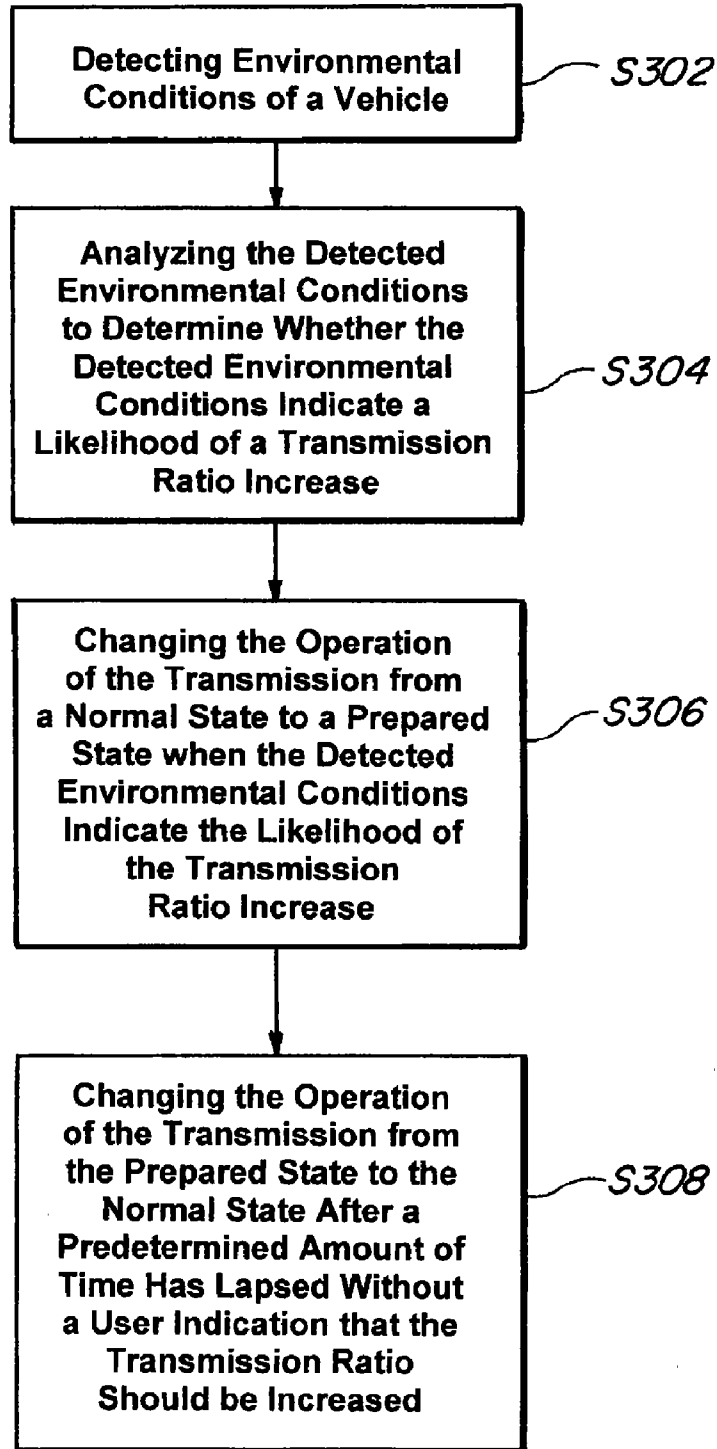 Detecting Environmental
Conditions of a Vehicle
S302
Analyzing the Detected
Environmental Conditions
to Determine Whether the
Detected Environmental
Conditions Indicate a
Likelihood of a Transmission
Ratio Increase
S304
Changing the Operation
of the Transmission from
a Normal State to a Prepared
State when the Detected
Environmental Conditions
Indicate the Likelihood of
the Transmission
Ratio Increase
S306
Changing the Operation
of the Transmission from
the Prepared State to the
Normal State After a
Predetermined Amount of
Time Has Lapsed Without
a User Indication that the
Transmission Ratio
Should be Increased
S308